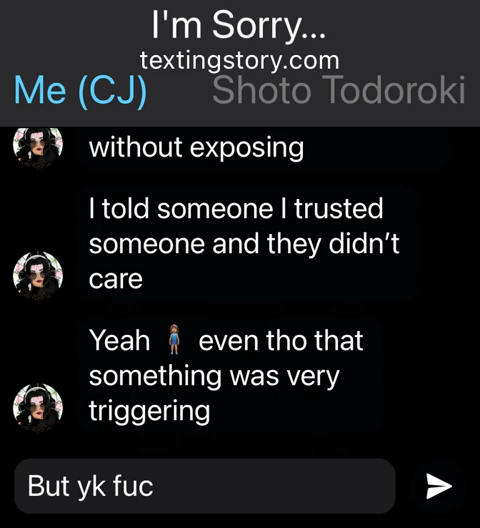 I'm Sorry...
textingstory.com
Me (CJ) Shoto Todoroki
without exposing
I told someone I trusted
someone and they didn’t
care
Yeah 🧍🏽‍♀️ even tho that
something was very
triggering
But yk fuc